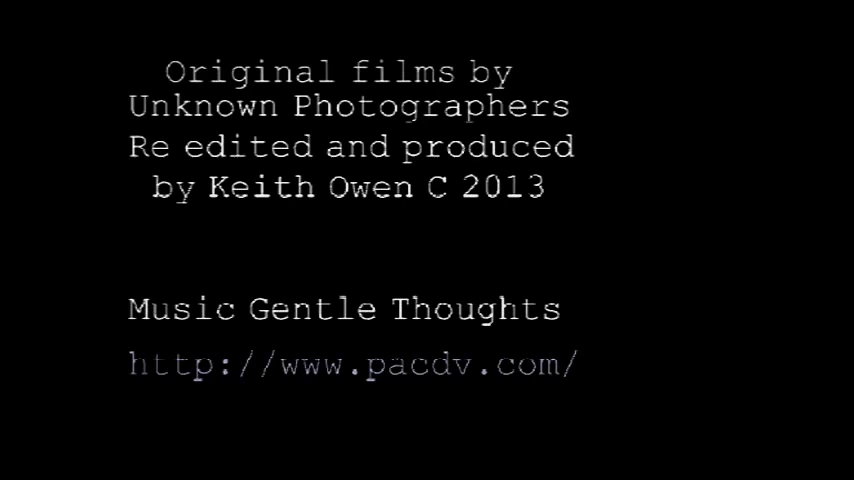 Original films by
Unknown Photographers
Re edited and produced
by Keith Owen C 2013
Music Gentle Thoughts
http://www.pacdv.com/